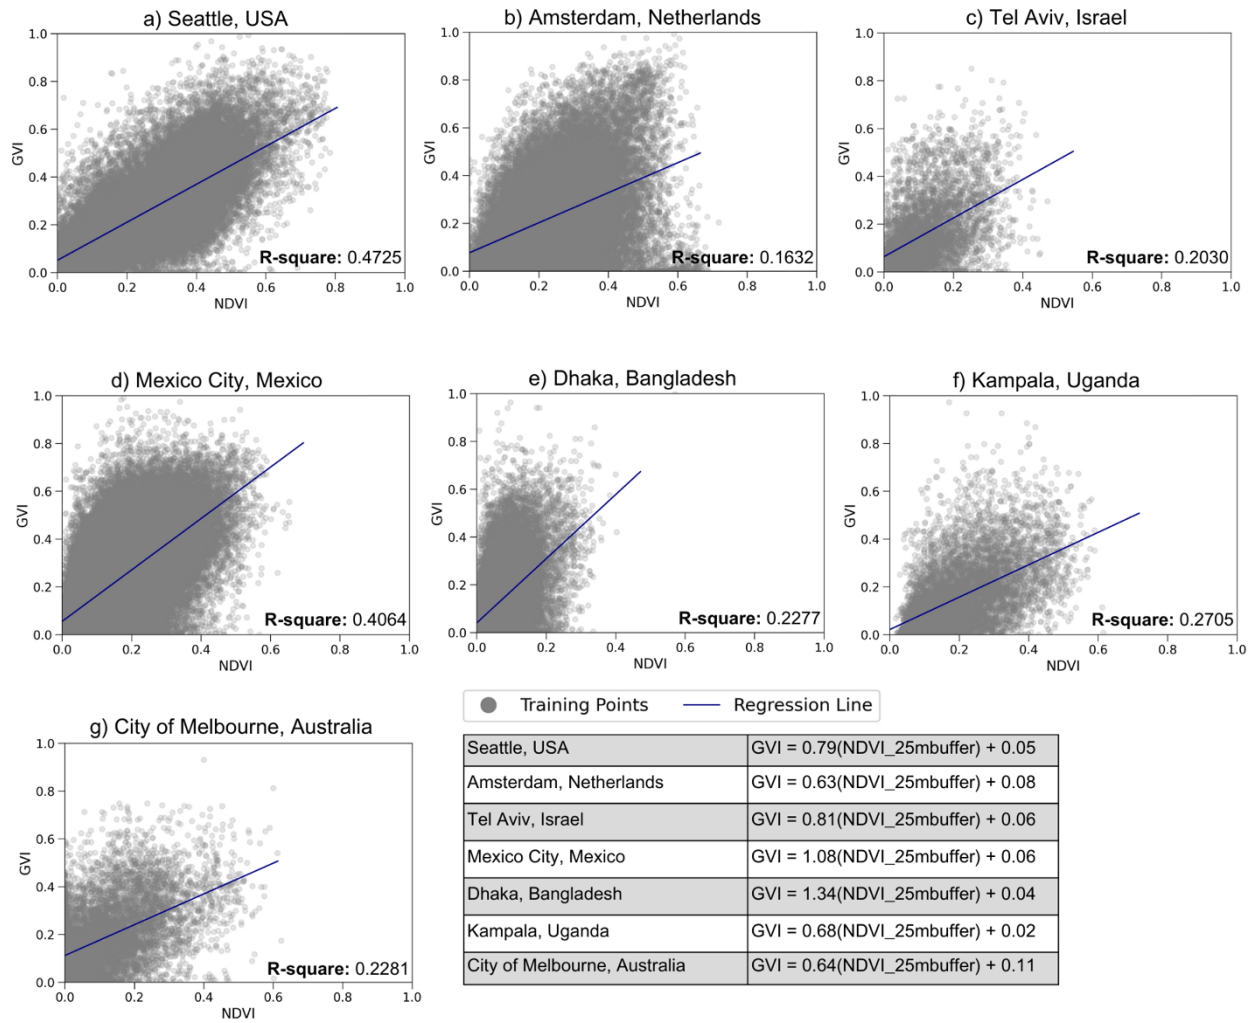 a) Seattle, USA
1.0
0.8
0.6
0.4
0.2
0.0
GVI
R-square: 0.4725
0.0 0.2 0.4 0.6 0.8 1.0
NDVI
b) Amsterdam, Netherlands
1.0
0.8
0.6
0.4
0.2
0.0
GVI
R-square: 0.1632
0.0 0.2 0.4 0.6 0.8 1.0
NDVI
c) Tel Aviv, Israel
1.0
0.8
0.6
0.4
0.2
0.0
GVI
R-square: 0.2030
0.0 0.2 0.4 0.6 0.8 1.0
NDVI
d) Mexico City, Mexico
1.0
0.8
0.6
0.4
0.2
0.0
GVI
R-square: 0.4064
0.0 0.2 0.4 0.6 0.8 1.0
NDVI
e) Dhaka, Bangladesh
1.0
0.8
0.6
0.4
0.2
0.0
GVI
R-square: 0.2277
0.0 0.2 0.4 0.6 0.8 1.0
NDVI
f) Kampala, Uganda
1.0
0.8
0.6
0.4
0.2
0.0
GVI
R-square: 0.2705
0.0 0.2 0.4 0.6 0.8 1.0
NDVI
g) City of Melbourne, Australia
1.0
0.8
0.6
0.4
0.2
0.0
GVI
R-square: 0.2281
0.0 0.2 0.4 0.6 0.8 1.0
NDVI
Training Points Regression Line
Seattle, USA GVI = 0.79(NDVI_25mbuffer) + 0.05
Amsterdam, Netherlands GVI = 0.63(NDVI_25mbuffer) + 0.08
Tel Aviv, Israel GVI = 0.81(NDVI_25mbuffer) + 0.06
Mexico City, Mexico GVI = 1.08(NDVI_25mbuffer) + 0.06
Dhaka, Bangladesh GVI = 1.34(NDVI_25mbuffer) + 0.04
Kampala, Uganda GVI = 0.68(NDVI_25mbuffer) + 0.02
City of Melbourne, Australia GVI = 0.64(NDVI_25mbuffer) + 0.11